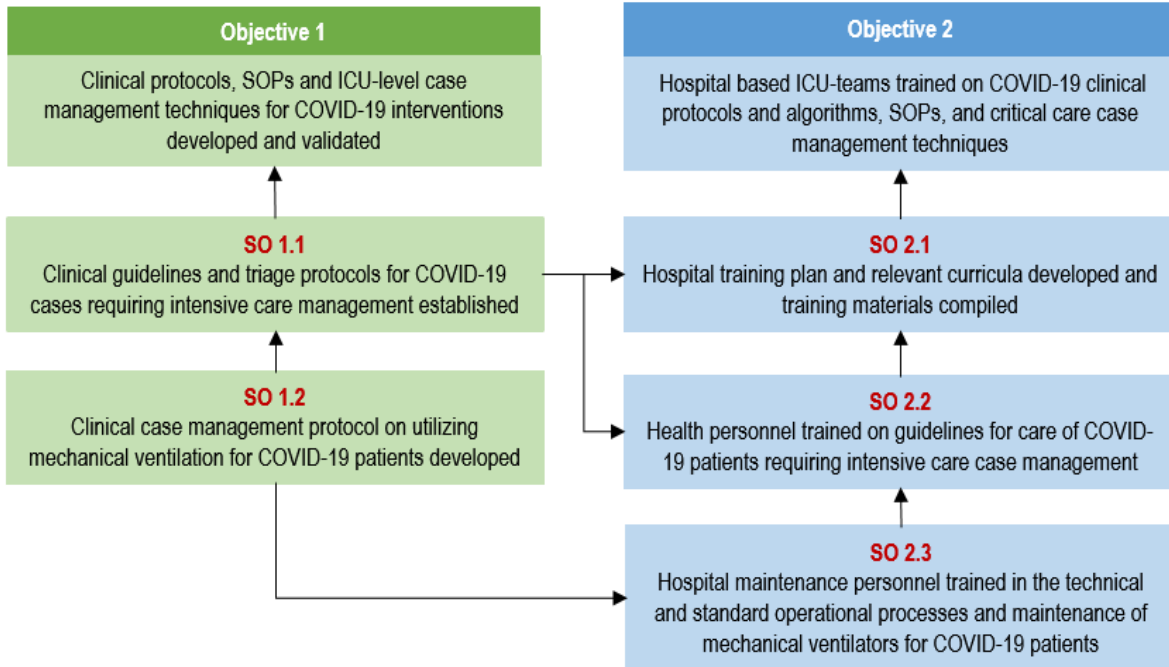 Objective 1
Clinical protocols, SOPs and ICU-level case
management techniques for COVID-19 interventions
developed and validated
SO 1.1
Clinical guidelines and triage protocols for COVID-19
cases requiring intensive care management established
SO 1.2
Clinical case management protocol on utilizing
mechanical ventilation for COVID-19 patients developed
Objective 2
Hospital based ICU-teams trained on COVID-19 clinical
protocols and algorithms, SOPs, and critical care case
management techniques
SO 2.1
Hospital training plan and relevant curricula developed and
training materials compiled
SO 2.2
Health personnel trained on guidelines for care of COVID-
19 patients requiring intensive care case management
SO 2.3
Hospital maintenance personnel trained in the technical
and standard operational processes and maintenance of
mechanical ventilators for COVID-19 patients